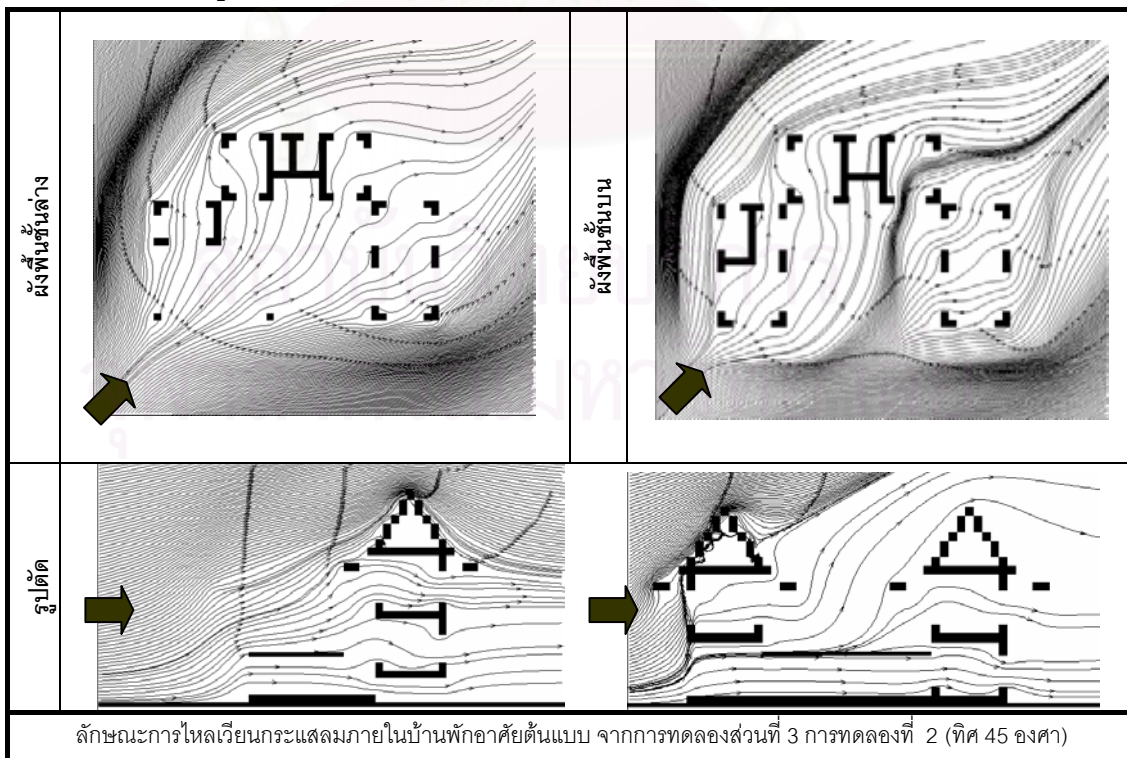 ผังพื้นชั้นล่าง
ผังพื้นชั้นบน
รูปตัด
ลักษณะการไหลเวียนกระแสลมภายในบ้านพักอาศัยต้นแบบ จากการทดลองส่วนที่ 3 การทดลองที่ 2 (ทิศ 45 องศา)